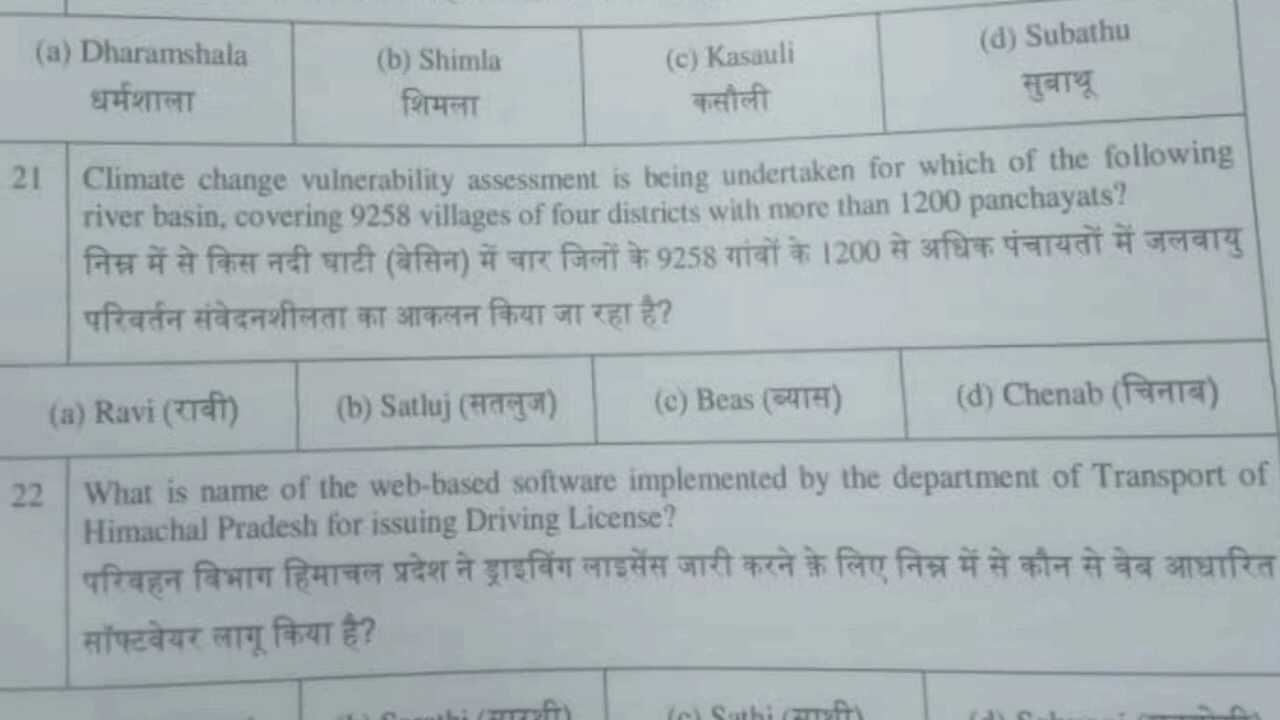 (a) Dharamshala
धर्मशाला
(b) Shimla
शिमला
(c) Kasauli
कसौली
(d) Subathu
सुबाथू
21
Climate change vulnerability assessment is being undertaken for which of the following
river basin, covering 9258 villages of four districts with more than 1200 panchayats?
निम्न में से किस नदी घाटी (बेसिन) में चार जिलों के 9258 गांवों के 1200 से अधिक पंचायतों में जलवायु
परिवर्तन संवेदनशीलता का आकलन किया जा रहा है?
(a) Ravi (रावी)
(b) Satluj (सतलुज)
(c) Beas (ब्यास)
(d) Chenab (चिनाब)
22
What is name of the web-based software implemented by the department of Transport of
Himachal Pradesh for issuing Driving License?
परिवहन विभाग हिमाचल प्रदेश ने ड्राइविंग लाइसेंस जारी करने के लिए निम्न में से कौन से वेब आधारित
सॉफ्टवेयर लागू किया है?
(c) Sathi (साथी)